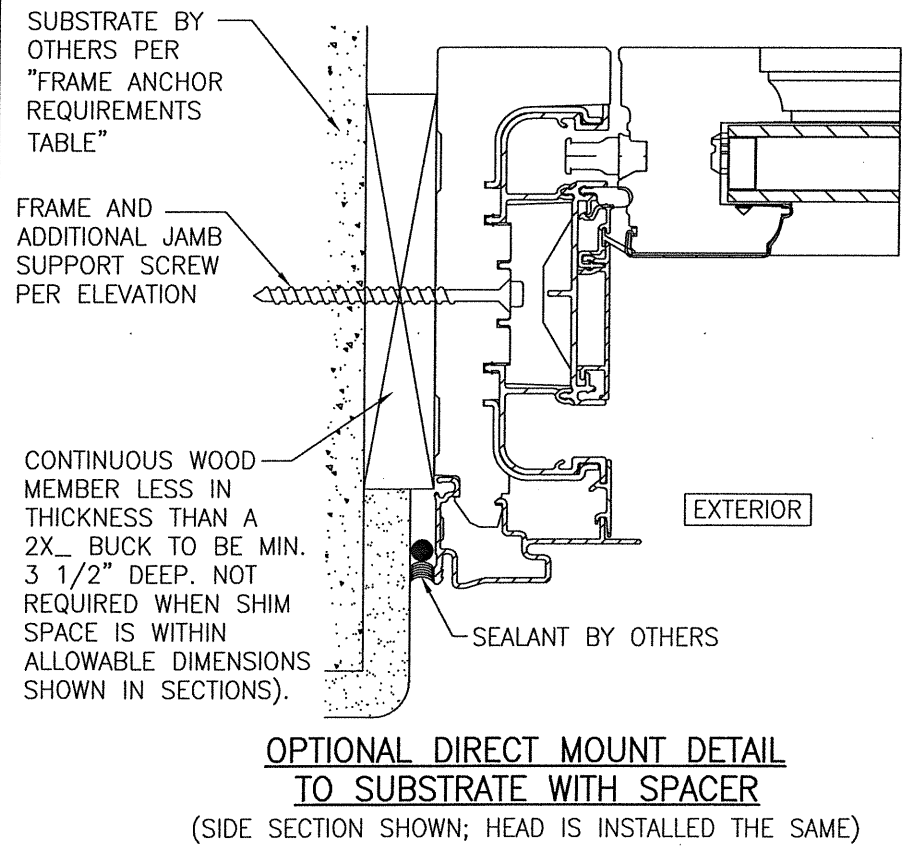 SUBSTRATE BY
OTHERS PER
"FRAME ANCHOR
REQUIREMENTS
TABLE"
FRAME AND
ADDITIONAL JAMB
SUPPORT SCREW
PER ELEVATION
CONTINUOUS WOOD
MEMBER LESS IN
THICKNESS THAN A
2X_ BUCK TO BE MIN.
3 1/2" DEEP. NOT
REQUIRED WHEN SHIM
SPACE IS WITHIN
ALLOWABLE DIMENSIONS
SHOWN IN SECTIONS).
EXTERIOR
SEALANT BY OTHERS
OPTIONAL DIRECT MOUNT DETAIL
TO SUBSTRATE WITH SPACER
(SIDE SECTION SHOWN; HEAD IS INSTALLED THE SAME)